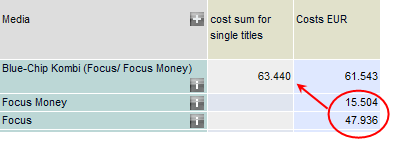 Media cost sum for single titles Costs EUR
Blue-Chip Kombi (Focus/ Focus Money) 63.440 61.543
Focus Money 15.504
Focus 47.936